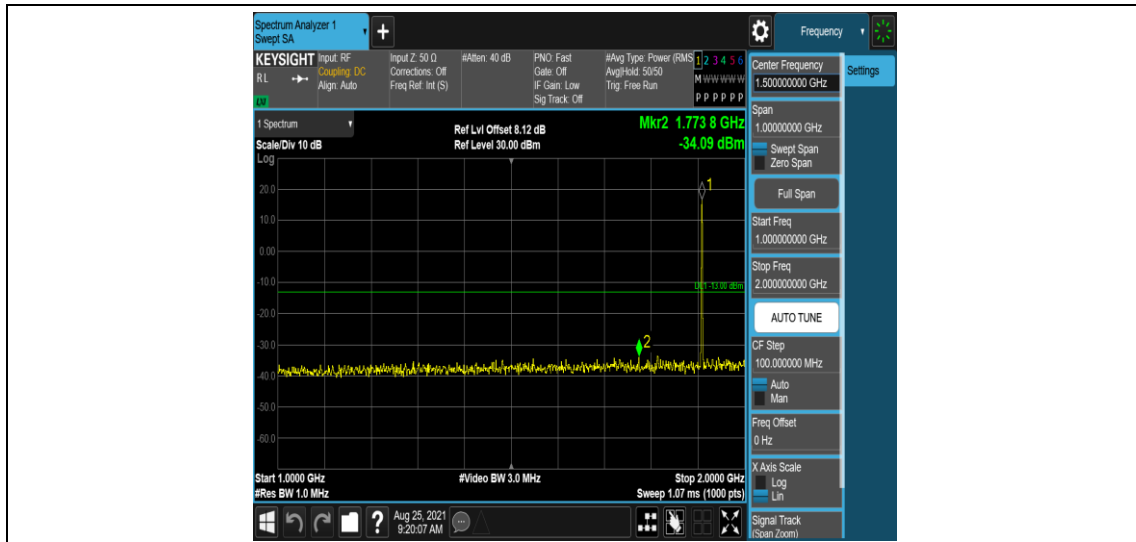 Spectrum Analyzer 1
Swept SA
+
Frequency
KEYSIGHT
RL
LXI
Input: RF
Coupling: DC
Align: Auto
Input Z: 50 Ω
Corrections: Off
Freq Ref: Int (S)
#Atten: 40 dB
PNO: Fast
Gate: Off
IF Gain: Low
Sig Track: Off
#Avg Type: Power (RMS
Avg|Hold: 50/50
Trig: Free Run
1 2 3 4 5 6
M W W W W W
P P P P P P
1 Spectrum
Scale/Div 10 dB
Log
Ref Lvl Offset 8.12 dB
Ref Level 30.00 dBm
Mkr2 1.773 8 GHz
-34.09 dBm
1
20.0
10.0
0.00
-10.0
DL1 -13.00 dBm
-20.0
-30.0
2
-40.0
-50.0
-60.0
Start 1.0000 GHz
#Res BW 1.0 MHz
#Video BW 3.0 MHz
Stop 2.0000 GHz
Sweep 1.07 ms (1000 pts)
Center Frequency
1.500000000 GHz
Settings
Span
1.00000000 GHz
Swept Span
Zero Span
Full Span
Start Freq
1.000000000 GHz
Stop Freq
2.000000000 GHz
AUTO TUNE
CF Step
100.000000 MHz
Auto
Man
Freq Offset
0 Hz
X Axis Scale
Log
Lin
Signal Track
(Span Zoom)
?
Aug 25, 2021
9:20:07 AM